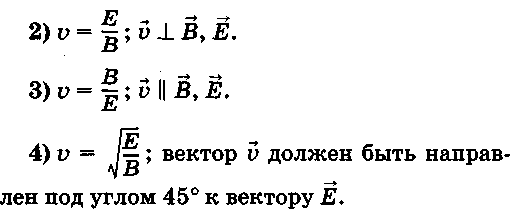 2) v = E/B; v⃗ ⊥ B⃗, E⃗.
3) v = B/E; v⃗ ∥ B⃗, E⃗.
4) v = √(E/B); вектор v⃗ должен быть направ-
лен под углом 45° к вектору E⃗.